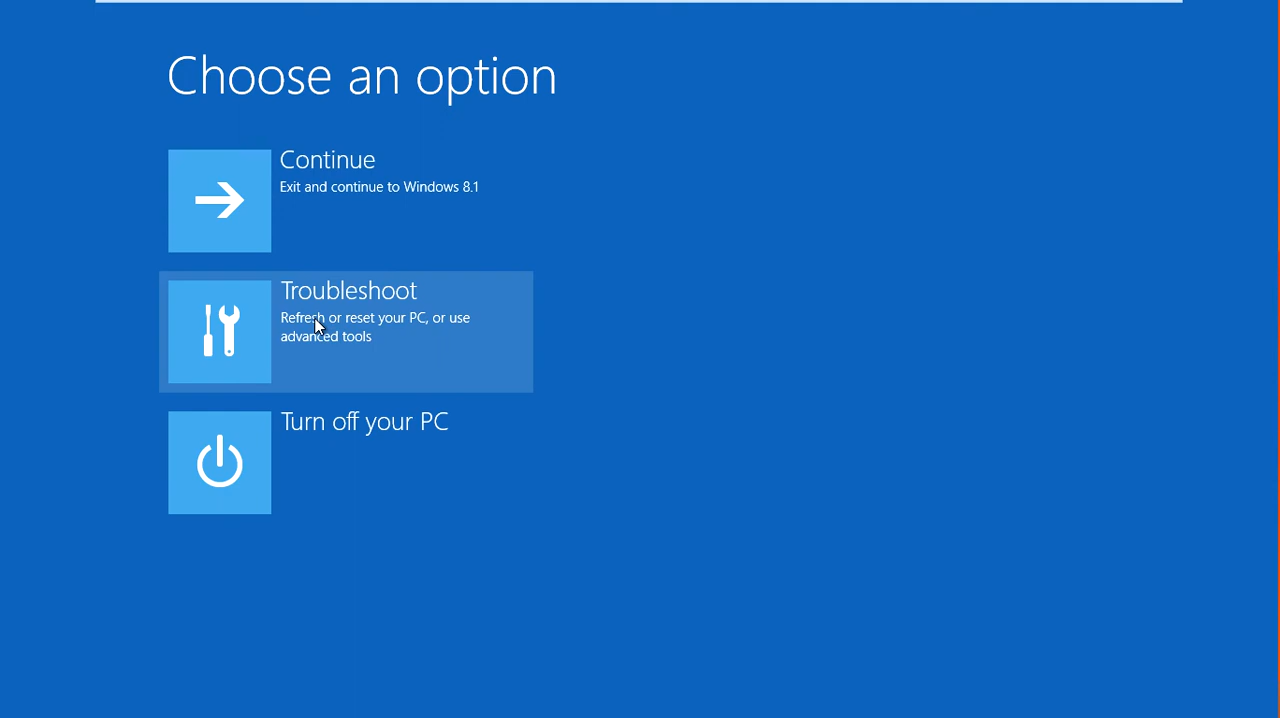 Choose an option
Continue
Exit and continue to Windows 8.1
Troubleshoot
Refresh or reset your PC, or use
advanced tools
Turn off your PC